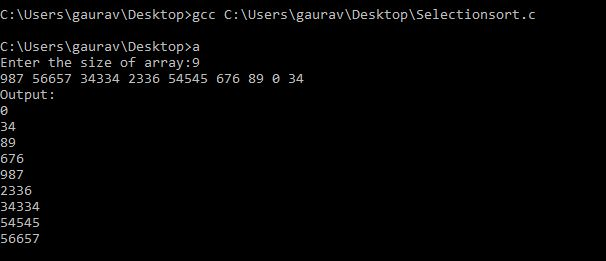 C:\Users\gaurav\Desktop>gcc C:\Users\gaurav\Desktop\Selectionsort.c
C:\Users\gaurav\Desktop>a
Enter the size of array:9
987 56657 34334 2336 54545 676 89 0 34
Output:
0
34
89
676
987
2336
34334
54545
56657